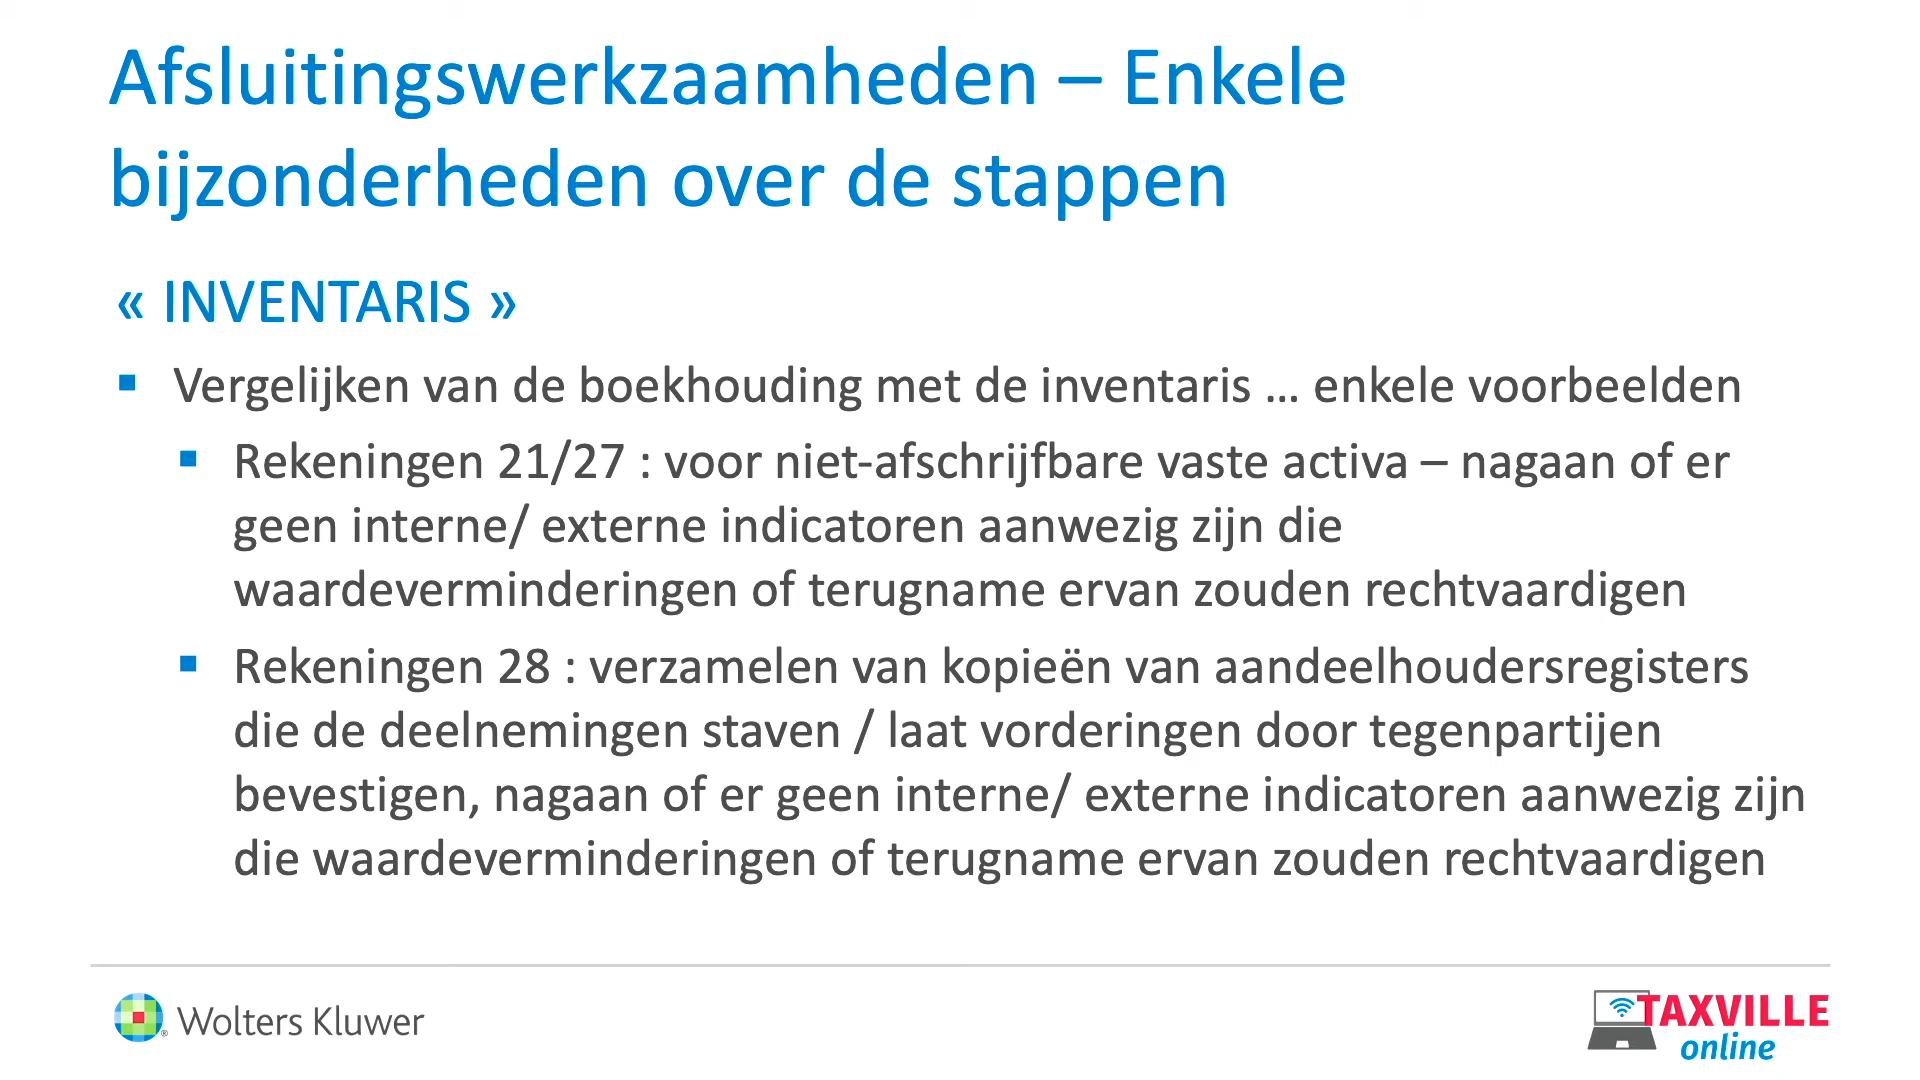 Afsluitingswerkzaamheden – Enkele
bijzonderheden over de stappen
« INVENTARIS »
▪ Vergelijken van de boekhouding met de inventaris … enkele voorbeelden
▪ Rekeningen 21/27 : voor niet-afschrijfbare vaste activa – nagaan of er
geen interne/ externe indicatoren aanwezig zijn die
waardeverminderingen of terugname ervan zouden rechtvaardigen
▪ Rekeningen 28 : verzamelen van kopieën van aandeelhoudersregisters
die de deelnemingen staven / laat vorderingen door tegenpartijen
bevestigen, nagaan of er geen interne/ externe indicatoren aanwezig zijn
die waardeverminderingen of terugname ervan zouden rechtvaardigen
® Wolters Kluwer
TAXVILLE
online